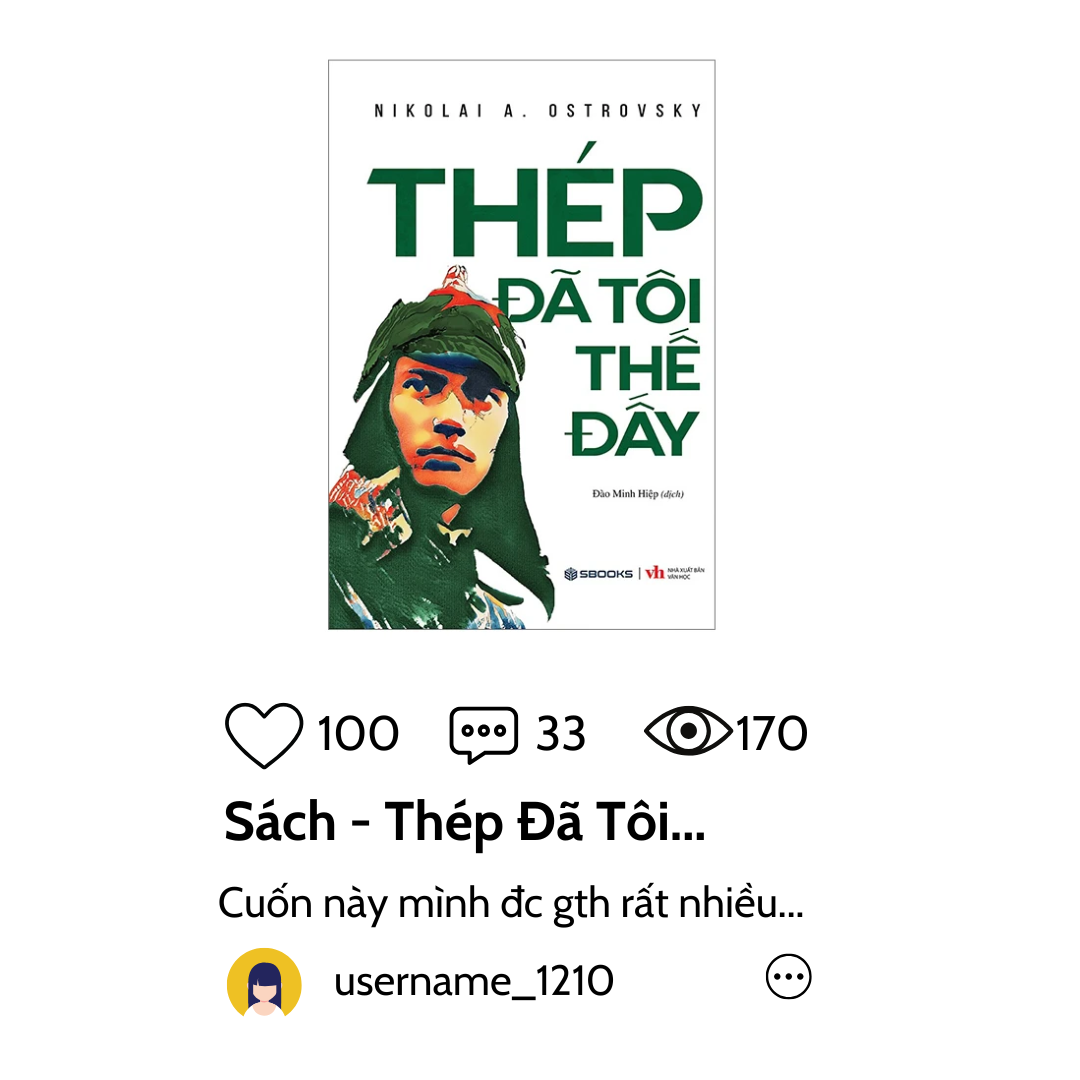 NIKOLAI A. OSTROVSKY
THÉP
ĐÃ TÔI
THẾ
ĐẤY
Đào Minh Hiệp (dịch)
SBOOKS | vh NHÀ XUẤT BẢN
VĂN HỌC
100 33 170
Sách - Thép Đã Tôi...
Cuốn này mình đc gth rất nhiều...
username_1210